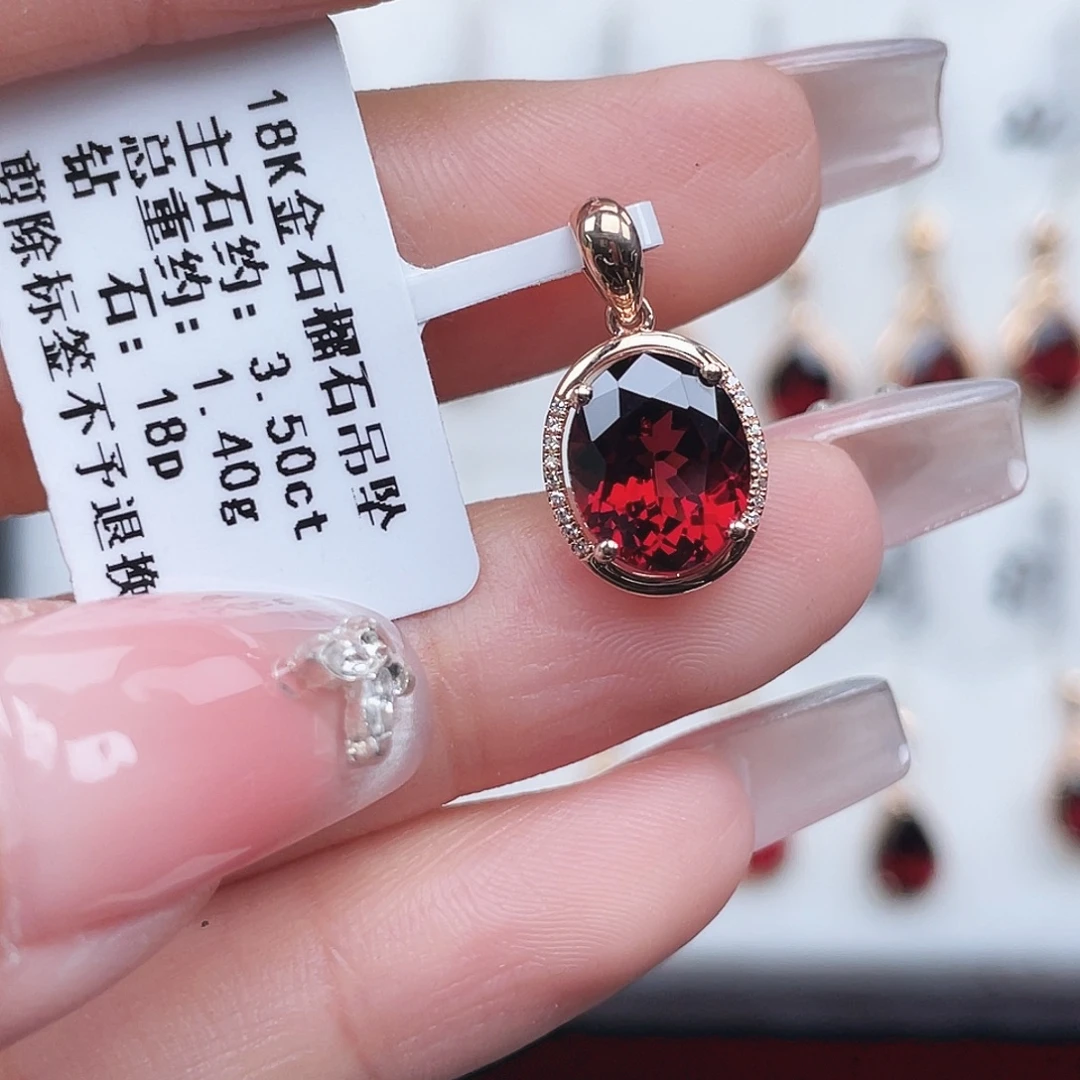 18K金石榴石吊坠
主石约: 3.50ct
总重约: 1.40g
钻 石: 18p
剪除标签不予退换